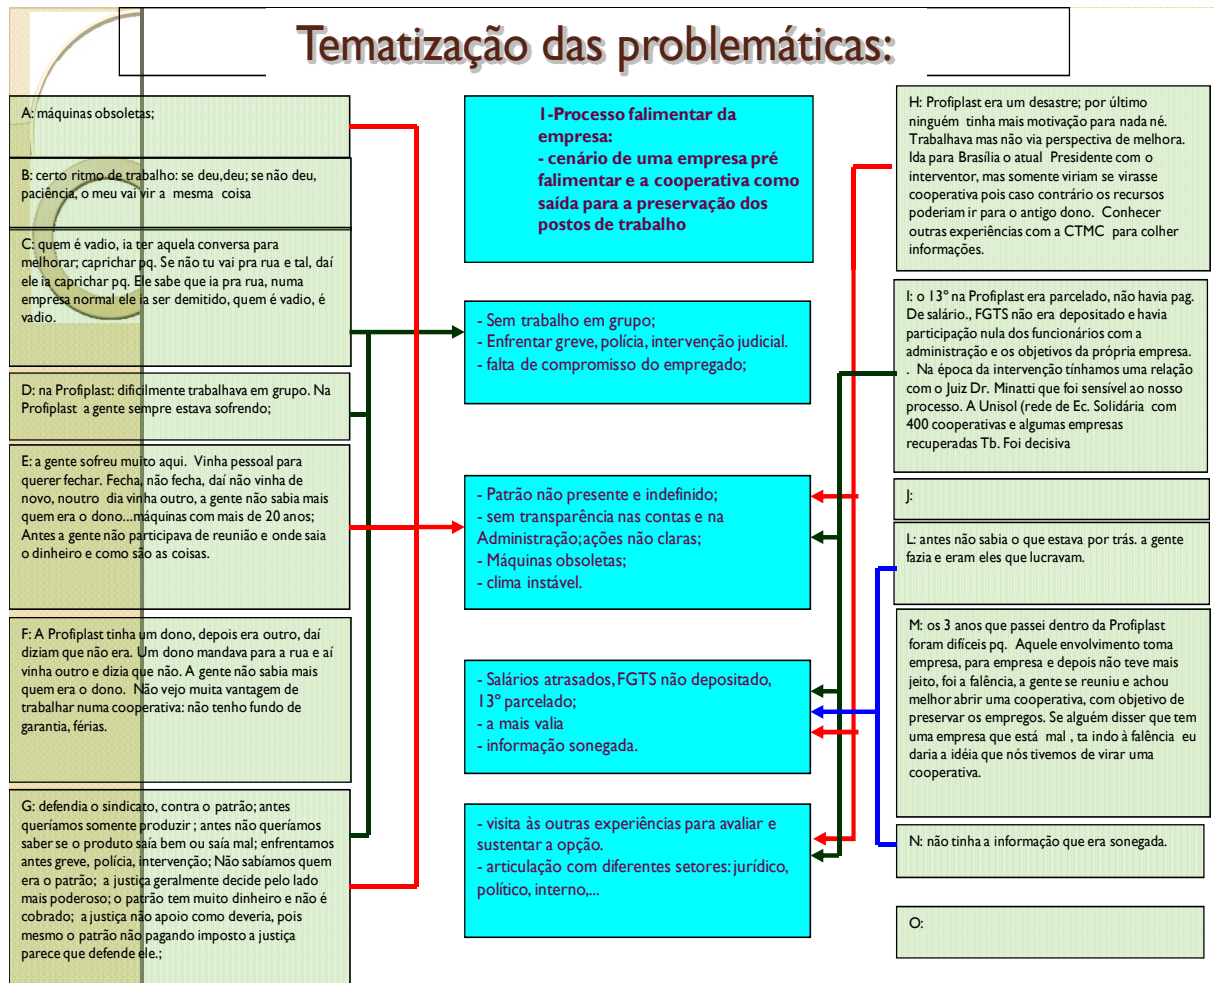 Tematização das problemáticas:
A: máquinas obsoletas;
B: certo ritmo de trabalho: se deu,deu; se não deu,
paciência, o meu vai vir a mesma coisa
C: quem é vadio, ia ter aquela conversa para
melhorar; caprichar pq. Se não tu vai pra rua e tal, daí
ele ia caprichar pq. Ele sabe que ia pra rua, numa
empresa normal ele ia ser demitido, quem é vadio, é
vadio.
D: na Profiplast: dificilmente trabalhava em grupo. Na
Profiplast a gente sempre estava sofrendo;
E: a gente sofreu muito aqui. Vinha pessoal para
querer fechar. Fecha, não fecha, daí não vinha de
novo, noutro dia vinha outro, a gente não sabia mais
quem era o dono...máquinas com mais de 20 anos;
Antes a gente não participava de reunião e onde saia
o dinheiro e como são as coisas.
F: A Profiplast tinha um dono, depois era outro, daí
diziam que não era. Um dono mandava para a rua e aí
vinha outro e dizia que não. A gente não sabia mais
quem era o dono. Não vejo muita vantagem de
trabalhar numa cooperativa: não tenho fundo de
garantia, férias.
G: defendia o sindicato, contra o patrão; antes
queríamos somente produzir ; antes não queríamos
saber se o produto saía bem ou saía mal; enfrentamos
antes greve, polícia, intervenção; Não sabíamos quem
era o patrão; a justiça geralmente decide pelo lado
mais poderoso; o patrão tem muito dinheiro e não é
cobrado; a justiça não apoio como deveria, pois
mesmo o patrão não pagando imposto a justiça
parece que defende ele.;
1-Processo falimentar da
empresa:
- cenário de uma empresa pré
falimentar e a cooperativa como
saída para a preservação dos
postos de trabalho
- Sem trabalho em grupo;
- Enfrentar greve, polícia, intervenção judicial.
- falta de compromisso do empregado;
- Patrão não presente e indefinido;
- sem transparência nas contas e na
Administração;ações não claras;
- Máquinas obsoletas;
- clima instável.
- Salários atrasados, FGTS não depositado,
13º parcelado;
- a mais valia
- informação sonegada.
- visita às outras experiências para avaliar e
sustentar a opção.
- articulação com diferentes setores: jurídico,
político, interno,...
H: Profiplast era um desastre; por último
ninguém tinha mais motivação para nada né.
Trabalhava mas não via perspectiva de melhora.
Ida para Brasília o atual Presidente com o
interventor, mas somente viriam se virasse
cooperativa pois caso contrário os recursos
poderiam ir para o antigo dono. Conhecer
outras experiências com a CTMC para colher
informações.
I: o 13º na Profiplast era parcelado, não havia pag.
De salário., FGTS não era depositado e havia
participação nula dos funcionários com a
administração e os objetivos da própria empresa.
. Na época da intervenção tínhamos uma relação
com o Juiz Dr. Minatti que foi sensível ao nosso
processo. A Unisol (rede de Ec. Solidária com
400 cooperativas e algumas empresas
recuperadas Tb. Foi decisiva
J:
L: antes não sabia o que estava por trás. a gente
fazia e eram eles que lucravam.
M: os 3 anos que passei dentro da Profiplast
foram difíceis pq. Aquele envolvimento toma
empresa, para empresa e depois não teve mais
jeito, foi a falência, a gente se reuniu e achou
melhor abrir uma cooperativa, com objetivo de
preservar os empregos. Se alguém disser que tem
uma empresa que está mal , ta indo à falência eu
daria a idéia que nós tivemos de virar uma
cooperativa.
N: não tinha a informação que era sonegada.
O: